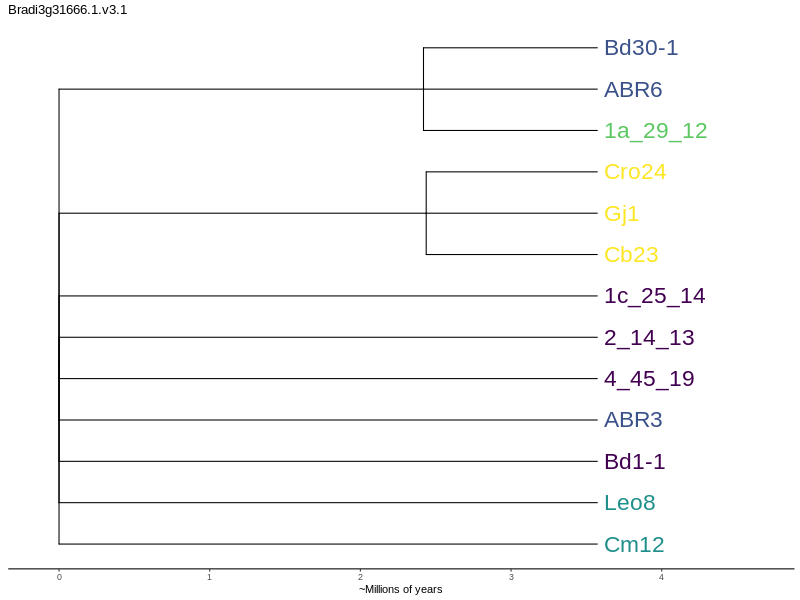 Bradi3g31666.1.v3.1
Bd30-1
ABR6
1a_29_12
Cro24
Gj1
Cb23
1c_25_14
2_14_13
4_45_19
ABR3
Bd1-1
Leo8
Cm12
0 1 2 3 4
~Millions of years